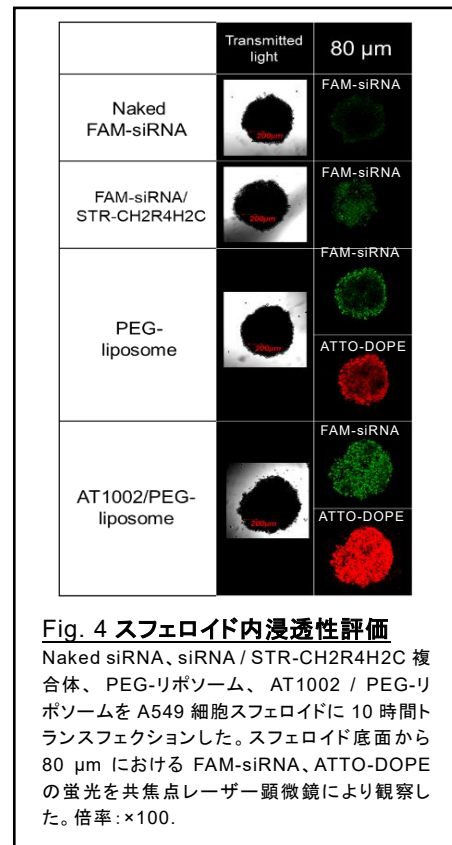 Transmitted
light
80 µm
Naked
FAM-siRNA
200µm
FAM-siRNA
FAM-siRNA/
STR-CH2R4H2C
200µm
FAM-siRNA
PEG-
liposome
200µm
FAM-siRNA
ATTO-DOPE
AT1002/PEG-
liposome
200µm
FAM-siRNA
ATTO-DOPE
Fig. 4 スフェロイド内浸透性評価
Naked siRNA、siRNA / STR-CH2R4H2C 複
合体、 PEG-リポソーム、 AT1002 / PEG-リ
ポソームを A549 細胞スフェロイドに 10 時間ト
ランスフェクションした。スフェロイド底面から
80 µm における FAM-siRNA、ATTO-DOPE
の蛍光を共焦点レーザー顕微鏡により観察し
た。倍率：×100.